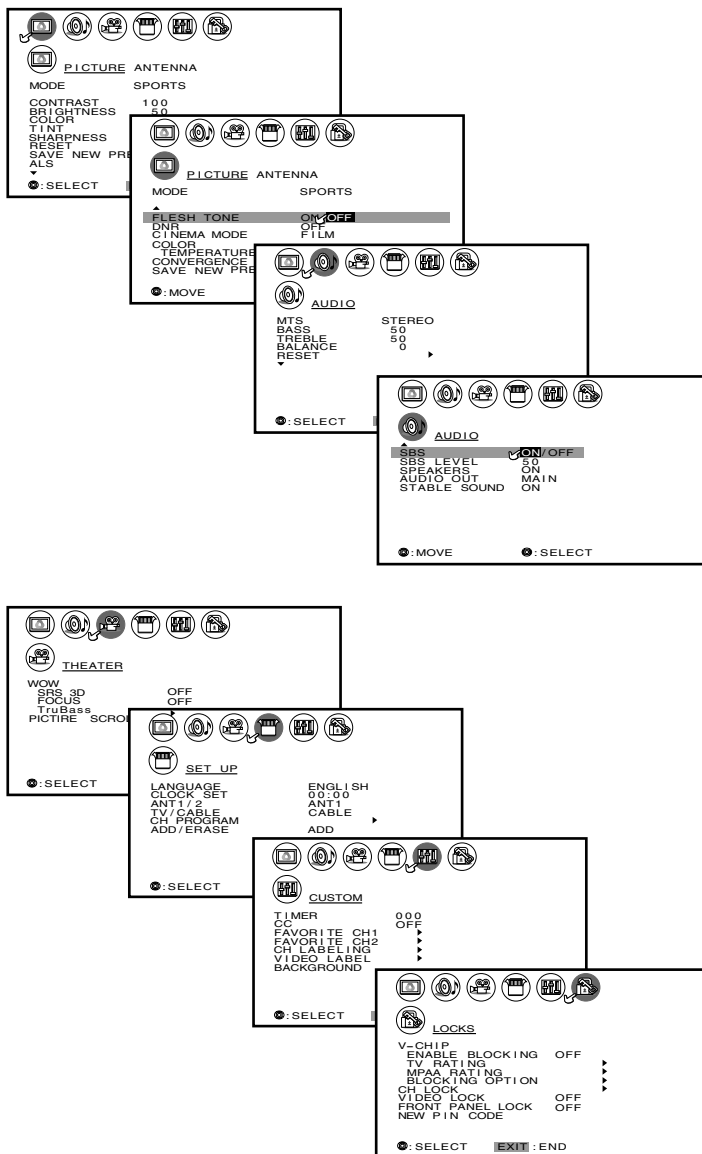 PICTURE ANTENNA
MODE SPORTS
CONTRAST 100
BRIGHTNESS 50
COLOR
TINT
SHARPNESS
RESET
SAVE NEW PRE
ALS
:SELECT
PICTURE ANTENNA
MODE SPORTS
FLESH TONE ON/OFF
DNR OFF
CINEMA MODE FILM
COLOR
TEMPERATURE
CONVERGENCE
SAVE NEW PRE
:MOVE
AUDIO
MTS STEREO
BASS 50
TREBLE 50
BALANCE 0
RESET
:SELECT
AUDIO
SBS ON/OFF
SBS LEVEL 50
SPEAKERS ON
AUDIO OUT MAIN
STABLE SOUND ON
:MOVE :SELECT
THEATER
WOW
SRS 3D OFF
FOCUS OFF
TruBass
PICTIRE SCROL
:SELECT
SET UP
LANGUAGE ENGLISH
CLOCK SET 00:00
ANT1/2 ANT1
TV/CABLE CABLE
CH PROGRAM
ADD/ERASE ADD
:SELECT
CUSTOM
TIMER 000
CC OFF
FAVORITE CH1
FAVORITE CH2
CH LABELING
VIDEO LABEL
BACKGROUND
:SELECT
LOCKS
V-CHIP
ENABLE BLOCKING OFF
TV RATING
MPAA RATING
BLOCKING OPTION
CH LOCK
VIDEO LOCK OFF
FRONT PANEL LOCK OFF
NEW PIN CODE
:SELECT EXIT :END